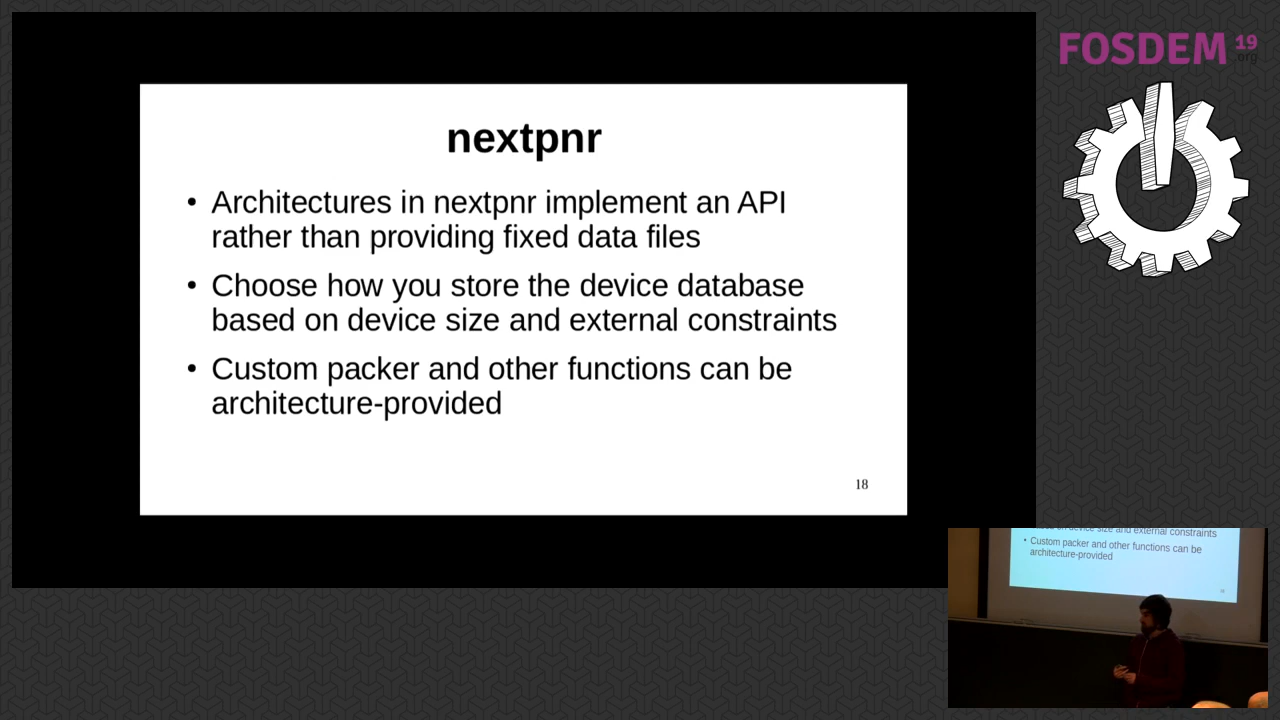 FOSDEM 19
.org
nextpnr
• Architectures in nextpnr implement an API
rather than providing fixed data files
• Choose how you store the device database
based on device size and external constraints
• Custom packer and other functions can be
architecture-provided
18
device size and external constraints
• Custom packer and other functions can be
architecture-provided